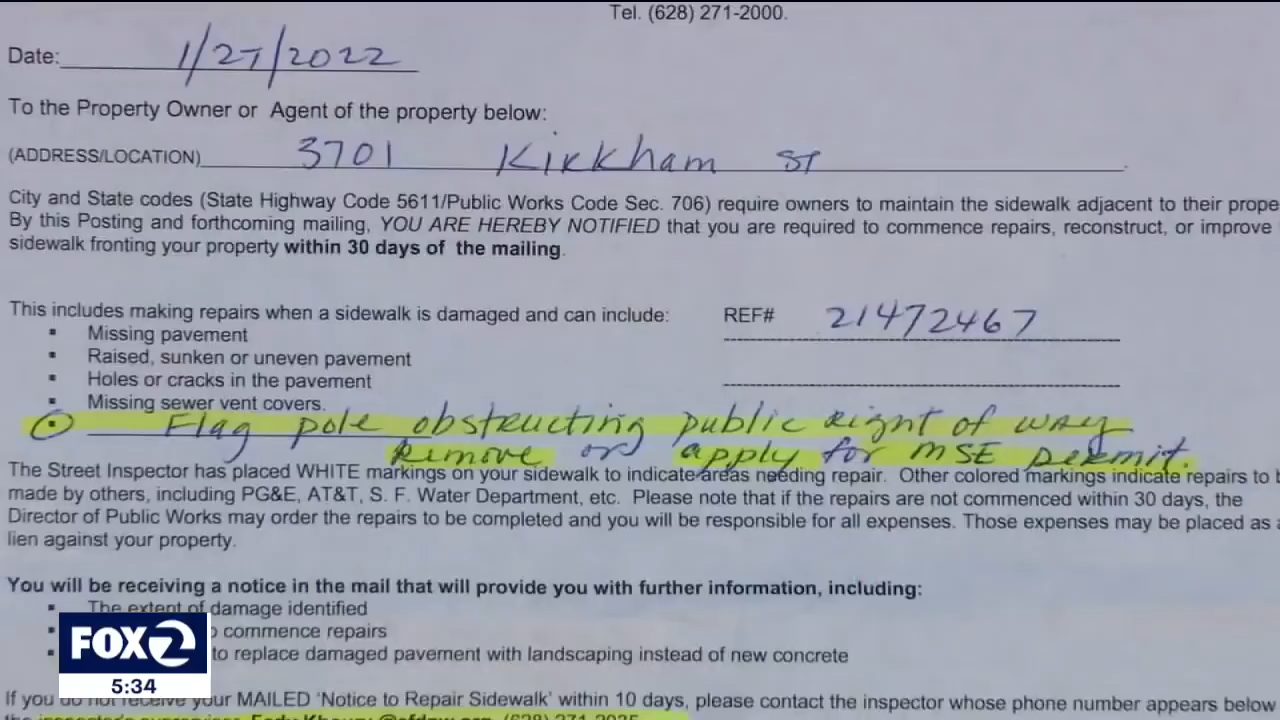 Tel. (628) 271-2000.
Date: 1/27/2022
To the Property Owner or Agent of the property below:
(ADDRESS/LOCATION) 3701 Kirkham ST
City and State codes (State Highway Code 5611/Public Works Code Sec. 706) require owners to maintain the sidewalk adjacent to their prope
By this Posting and forthcoming mailing, YOU ARE HEREBY NOTIFIED that you are required to commence repairs, reconstruct, or improve
sidewalk fronting your property within 30 days of the mailing.
This includes making repairs when a sidewalk is damaged and can include: REF# 21472467
▪ Missing pavement
▪ Raised, sunken or uneven pavement
▪ Holes or cracks in the pavement
▪ Missing sewer vent covers.
Flag pole obstructing public right of way
Remove or apply for MSE permit.
The Street Inspector has placed WHITE markings on your sidewalk to indicate areas needing repair. Other colored markings indicate repairs to b
made by others, including PG&E, AT&T, S. F. Water Department, etc. Please note that if the repairs are not commenced within 30 days, the
Director of Public Works may order the repairs to be completed and you will be responsible for all expenses. Those expenses may be placed as a
lien against your property.
You will be receiving a notice in the mail that will provide you with further information, including:
▪ The extent of damage identified
▪ o commence repairs
▪ to replace damaged pavement with landscaping instead of new concrete
FOX 2
5:34
If you do not receive your MAILED 'Notice to Repair Sidewalk' within 10 days, please contact the inspector whose phone number appears below